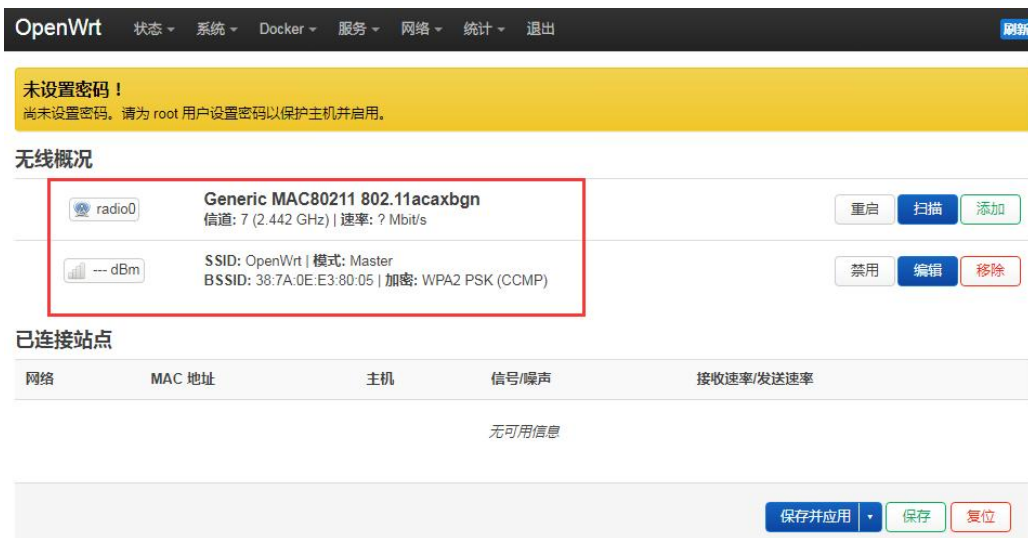 OpenWrt 状态 系统 Docker 服务 网络 统计 退出 刷新
未设置密码！
尚未设置密码。请为 root 用户设置密码以保护主机并启用。
无线概况
radio0 Generic MAC80211 802.11acaxbgn 重启 扫描 添加
信道: 7 (2.442 GHz) | 速率: ? Mbit/s
--- dBm SSID: OpenWrt | 模式: Master 禁用 编辑 移除
BSSID: 38:7A:0E:E3:80:05 | 加密: WPA2 PSK (CCMP)
已连接站点
网络 MAC 地址 主机 信号/噪声 接收速率/发送速率
无可用信息
保存并应用 保存 复位